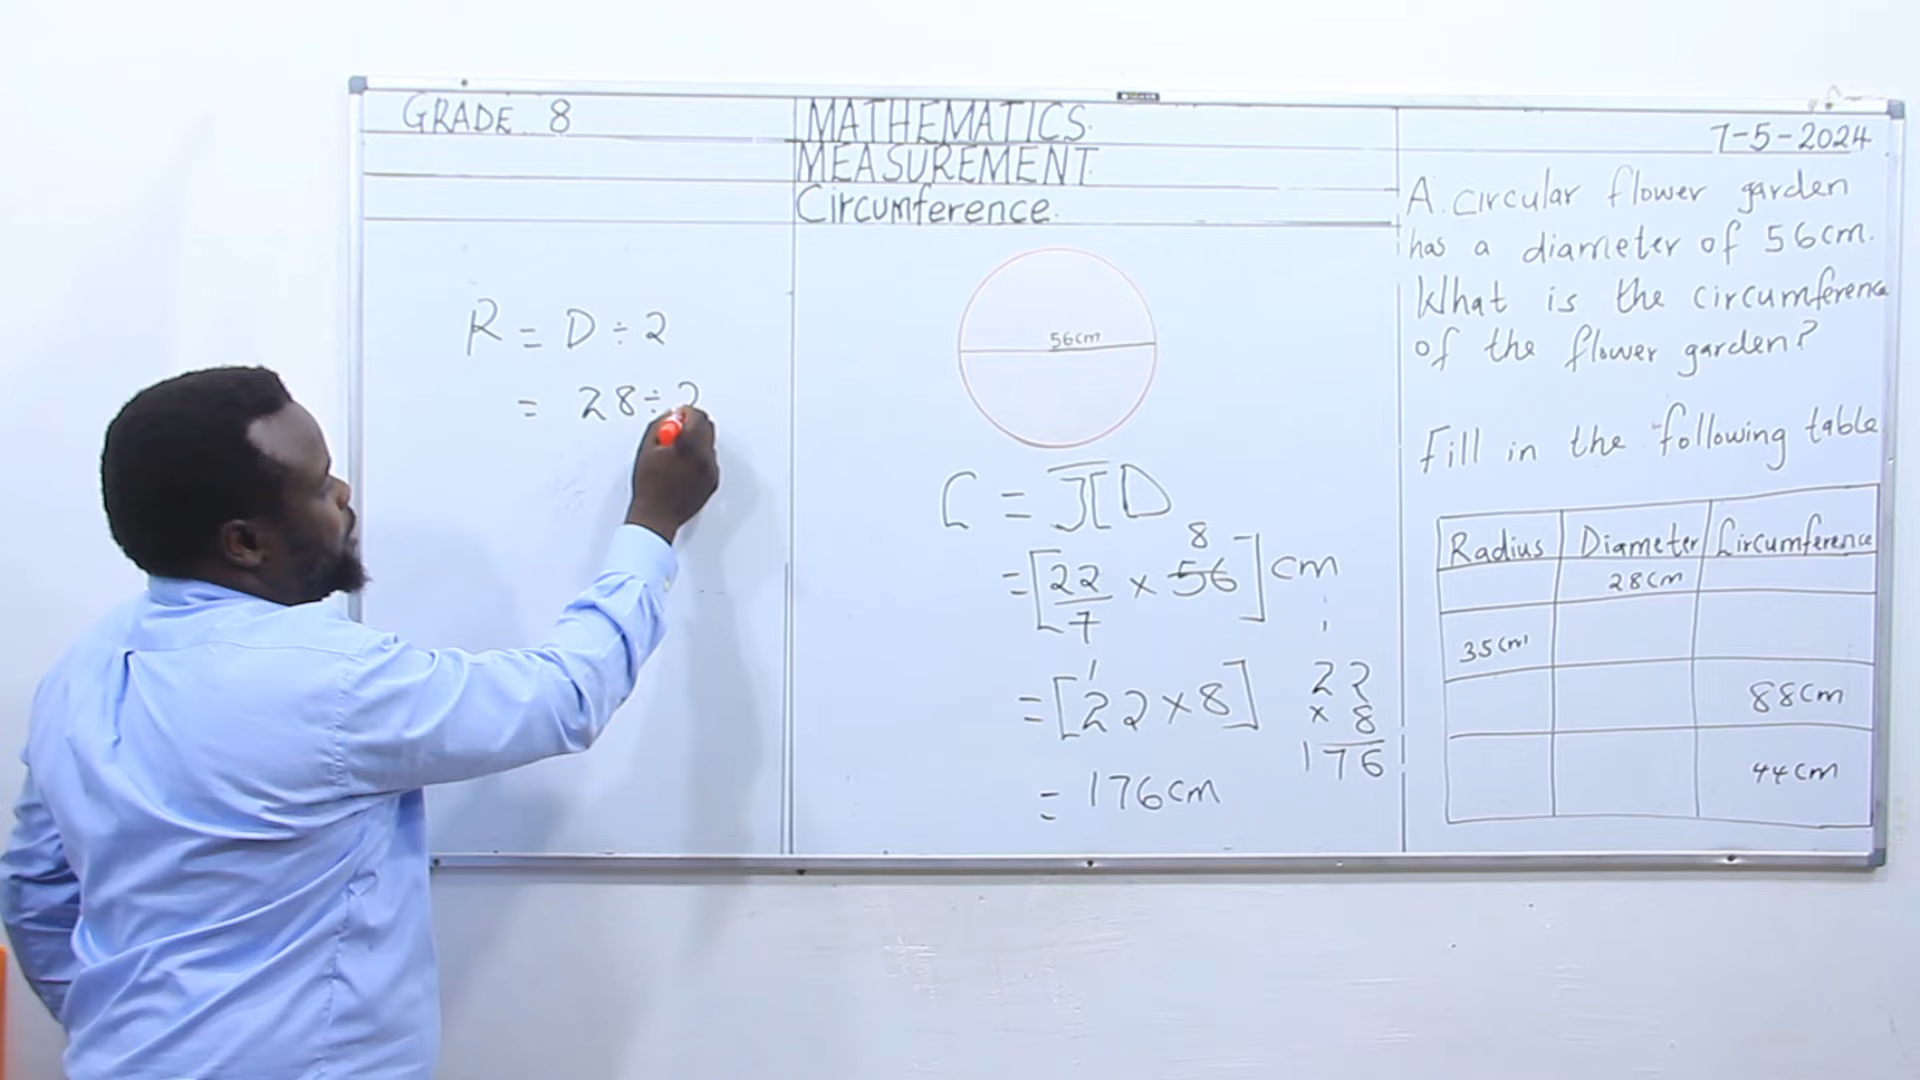 GRADE 8
MATHEMATICS
MEASUREMENT
Circumference.
7-5-2024
R = D ÷ 2
= 28 ÷ 2
56cm
C = πD
8
= [22/7 × 56] cm
1
= [22 × 8]
= 176cm
22
× 8
176
A circular flower garden
has a diameter of 56cm.
What is the circumference
of the flower garden?
Fill in the following table
Radius Diameter Circumference
28cm
35cm
88cm
44cm